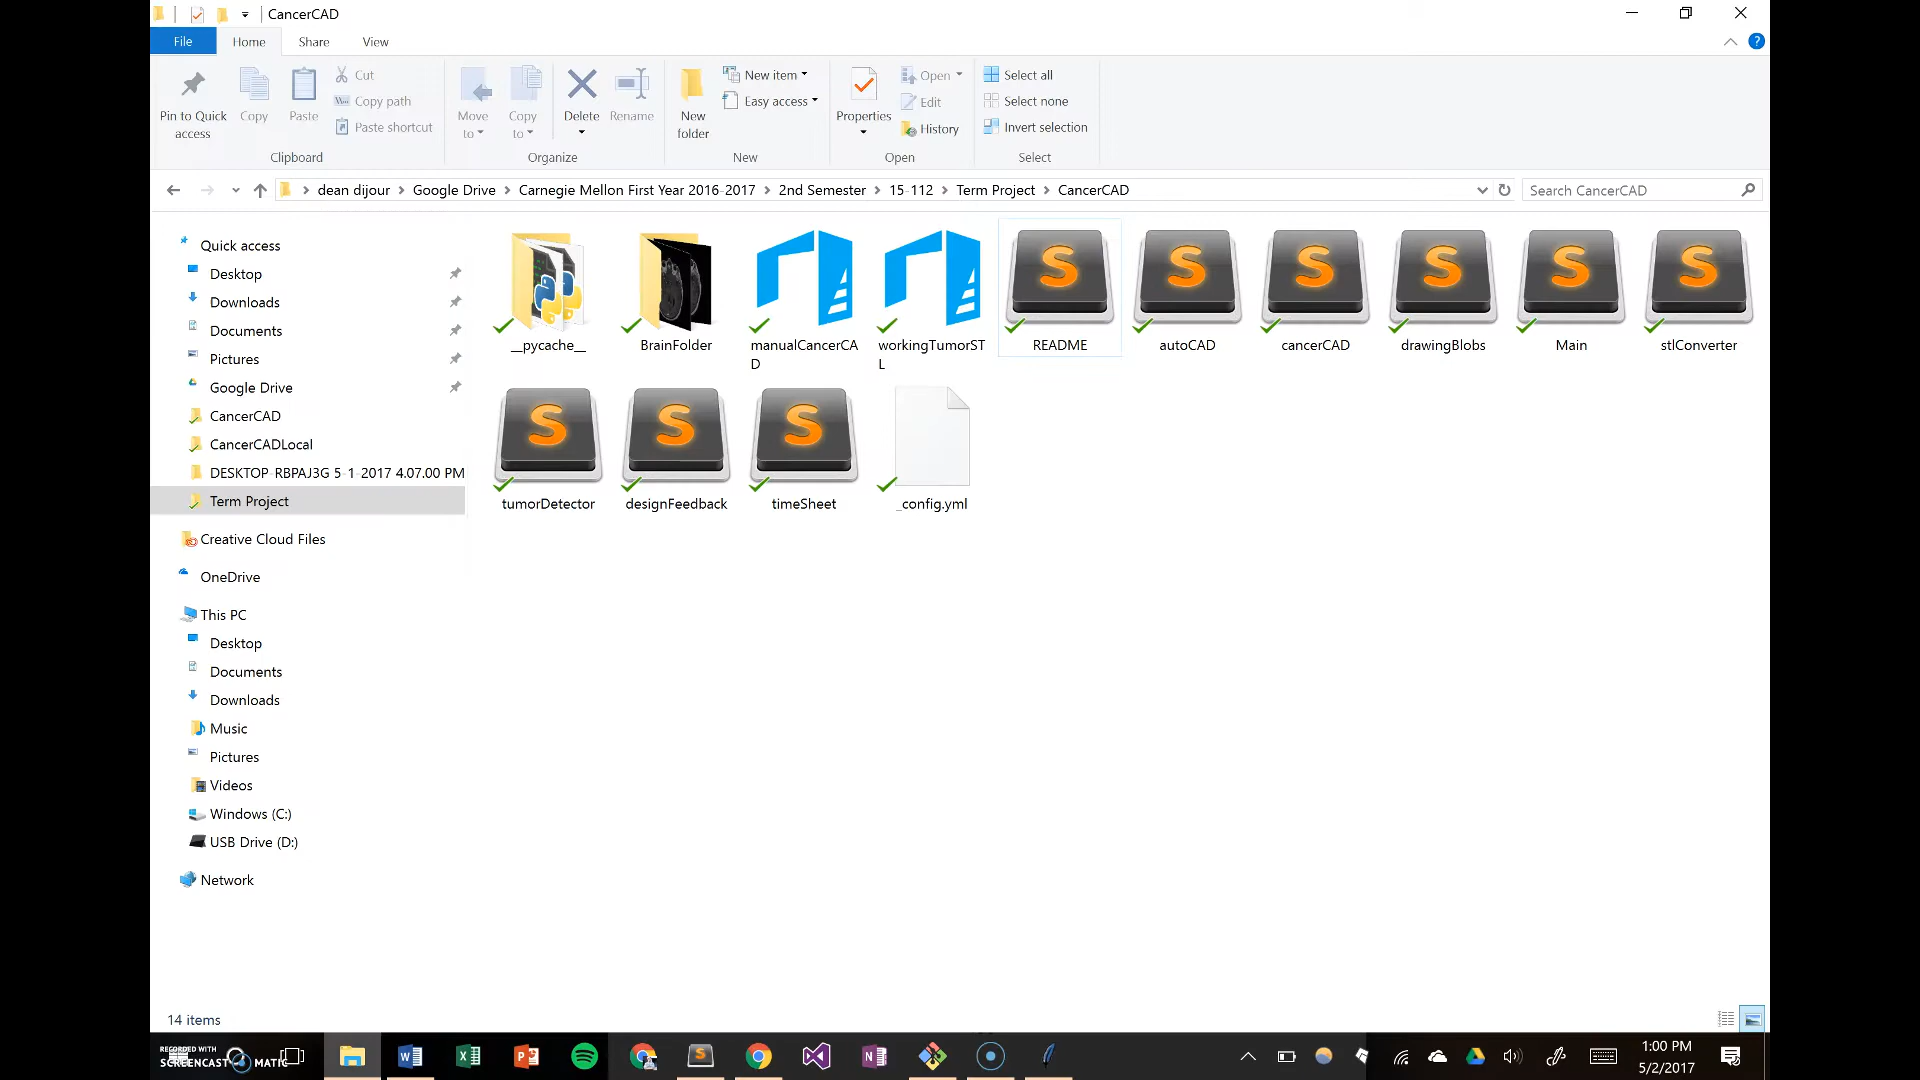 CancerCAD
File Home Share View
Pin to Quick access
Copy
Paste
Cut
Copy path
Paste shortcut
Clipboard
Move to
Copy to
Delete
Rename
Organize
New folder
New item
Easy access
New
Properties
Open
Edit
History
Open
Select all
Select none
Invert selection
Select
dean dijour > Google Drive > Carnegie Mellon First Year 2016-2017 > 2nd Semester > 15-112 > Term Project > CancerCAD
Search CancerCAD
Quick access
Desktop
Downloads
Documents
Pictures
Google Drive
CancerCAD
CancerCADLocal
DESKTOP-RBPAJ3G 5-1-2017 4.07.00 PM
Term Project
Creative Cloud Files
OneDrive
This PC
Desktop
Documents
Downloads
Music
Pictures
Videos
Windows (C:)
USB Drive (D:)
Network
__pycache__
BrainFolder
manualCancerCA
D
workingTumorST
L
README
autoCAD
cancerCAD
drawingBlobs
Main
stlConverter
tumorDetector
designFeedback
timeSheet
_config.yml
14 items
RECORDED WITH
SCREENCAST MATIC
1:00 PM
5/2/2017